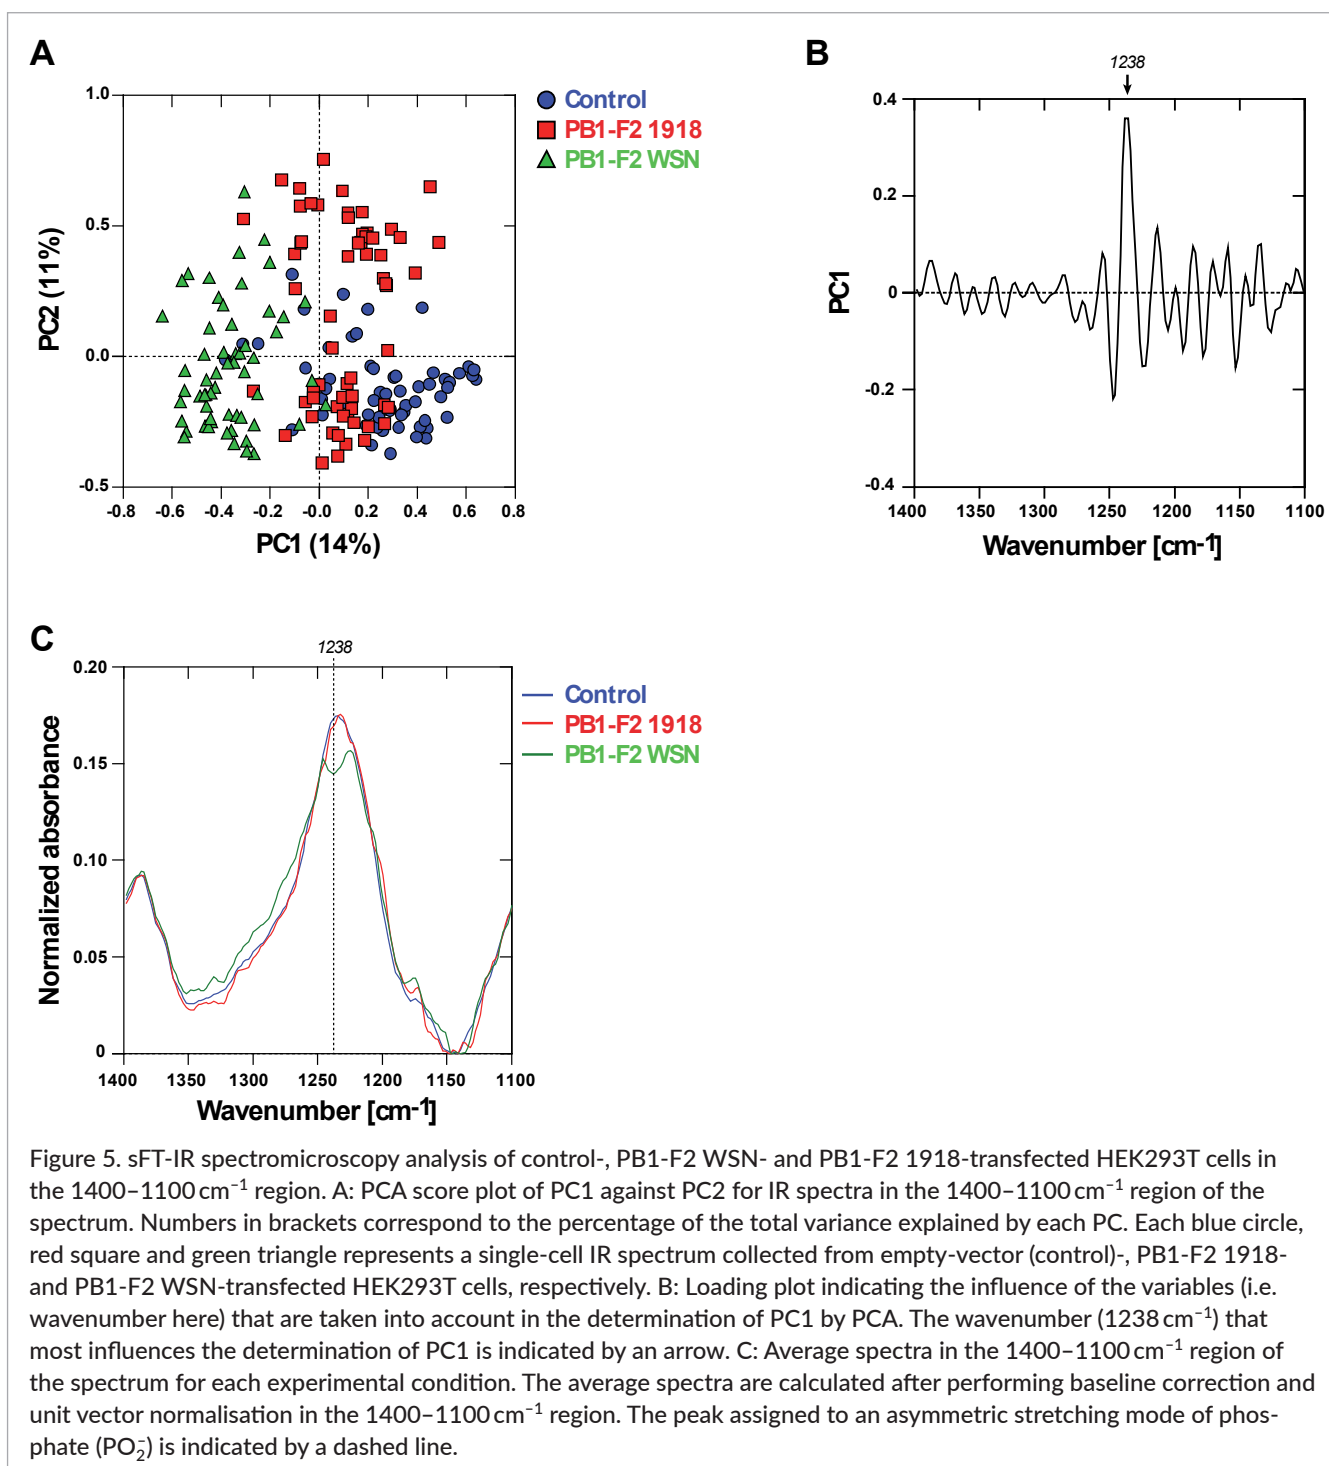 A
1.0
0.5
0.0
-0.5
-0.8
-0.6
-0.4
-0.2
-0.0
0.2
0.4
0.6
0.8
PC2 (11%)
PC1 (14%)
Control
PB1-F2 1918
PB1-F2 WSN
B
1238
0.4
0.2
0
-0.2
-0.4
1400
1350
1300
1250
1200
1150
1100
PC1
Wavenumber [cm-1]
C
1238
0.20
0.15
0.10
0.05
0
1400
1350
1300
1250
1200
1150
1100
Normalized absorbance
Wavenumber [cm-1]
Control
PB1-F2 1918
PB1-F2 WSN
Figure 5. sFT-IR spectromicroscopy analysis of control-, PB1-F2 WSN- and PB1-F2 1918-transfected HEK293T cells in
the 1400–1100 cm⁻¹ region. A: PCA score plot of PC1 against PC2 for IR spectra in the 1400–1100 cm⁻¹ region of the
spectrum. Numbers in brackets correspond to the percentage of the total variance explained by each PC. Each blue circle,
red square and green triangle represents a single-cell IR spectrum collected from empty-vector (control)-, PB1-F2 1918-
and PB1-F2 WSN-transfected HEK293T cells, respectively. B: Loading plot indicating the influence of the variables (i.e.
wavenumber here) that are taken into account in the determination of PC1 by PCA. The wavenumber (1238 cm⁻¹) that
most influences the determination of PC1 is indicated by an arrow. C: Average spectra in the 1400–1100 cm⁻¹ region of
the spectrum for each experimental condition. The average spectra are calculated after performing baseline correction and
unit vector normalisation in the 1400–1100 cm⁻¹ region. The peak assigned to an asymmetric stretching mode of phos-
phate (PO₂⁻) is indicated by a dashed line.